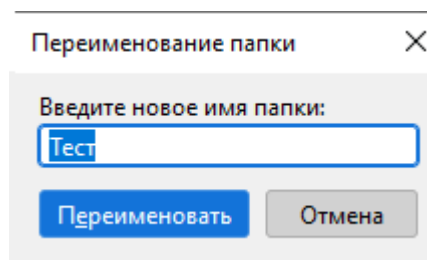 Переименование папки
Введите новое имя папки:
Тест
Переименовать Отмена